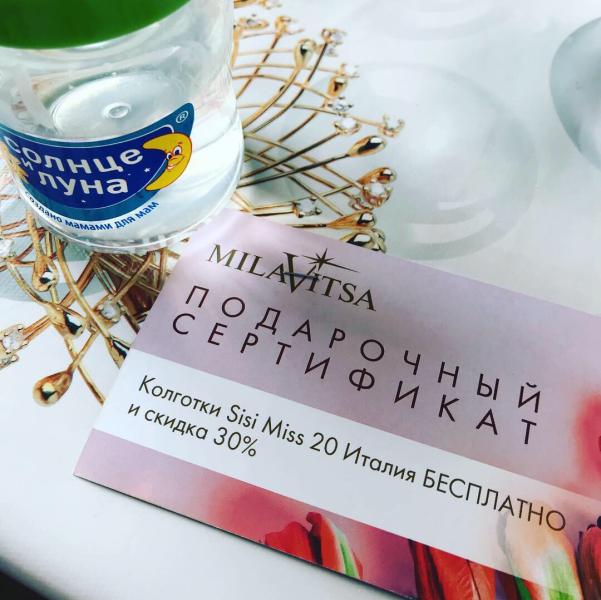 ®
солнце
и
луна
создано мамами для мам
MILAVITSA
ПОДАРОЧНЫЙ
СЕРТИФИКАТ
Колготки Sisi Miss 20 Италия БЕСПЛАТНО
и скидка 30%